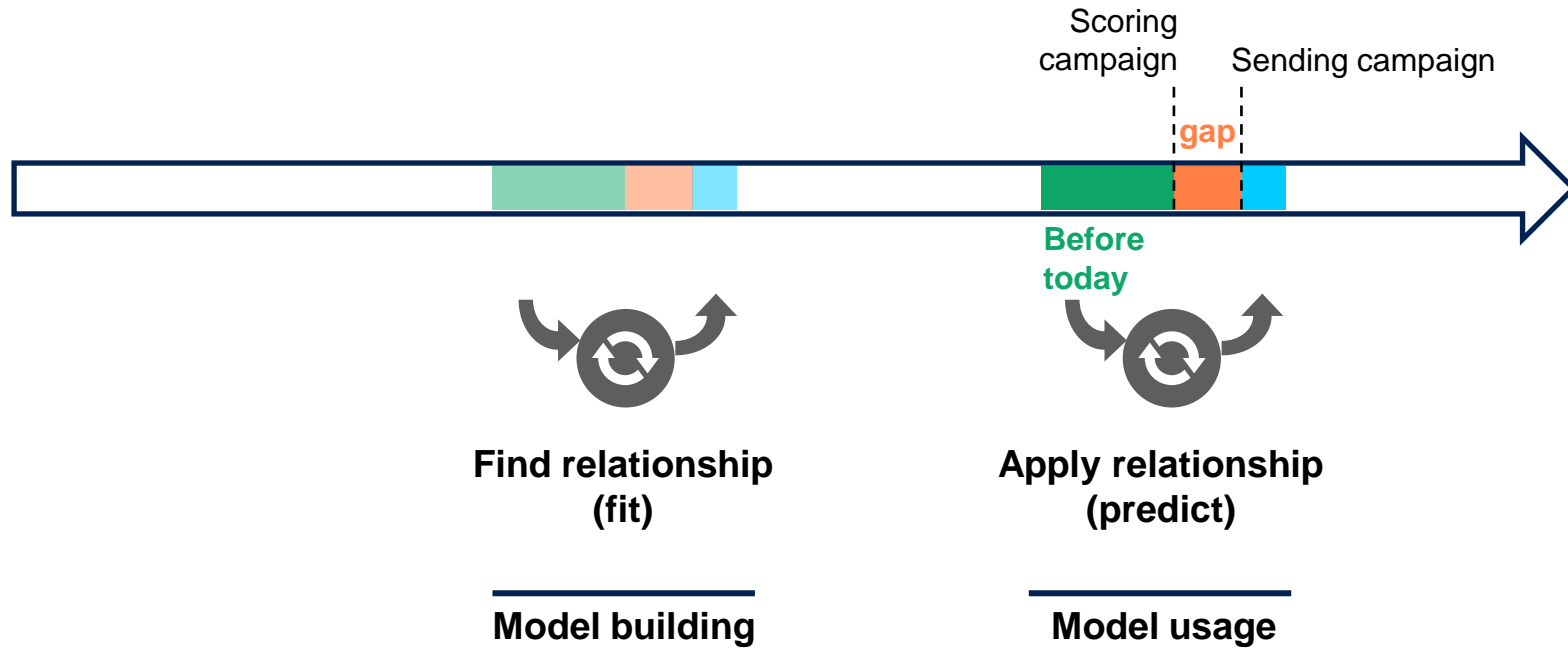 Scoring
campaign
Sending campaign
gap
Before
today
Find relationship
(fit)
Apply relationship
(predict)
Model building
Model usage